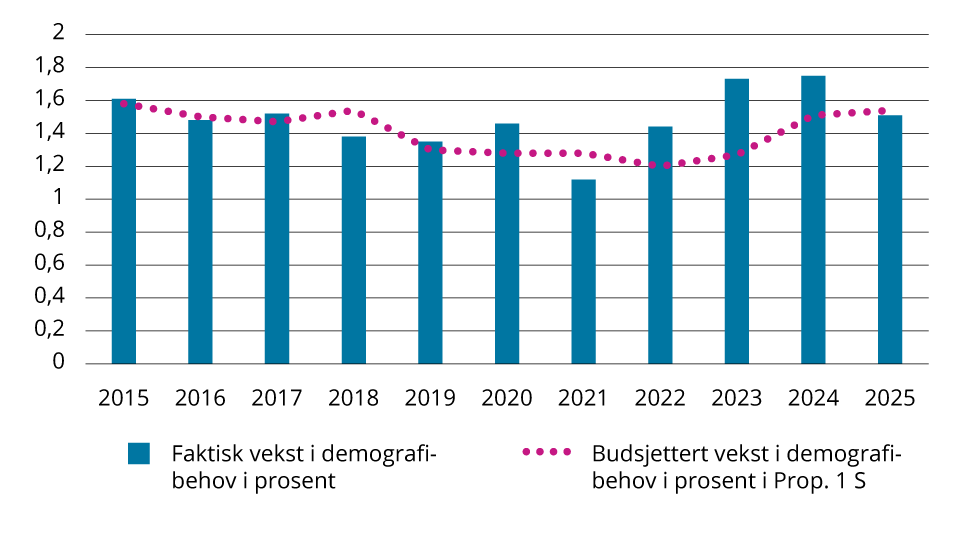 2
1,8
1,6
1,4
1,2
1
0,8
0,6
0,4
0,2
0
2015 2016 2017 2018 2019 2020 2021 2022 2023 2024 2025
Faktisk vekst i demografi-
behov i prosent
Budsjettert vekst i demografi-
behov i prosent i Prop. 1 S